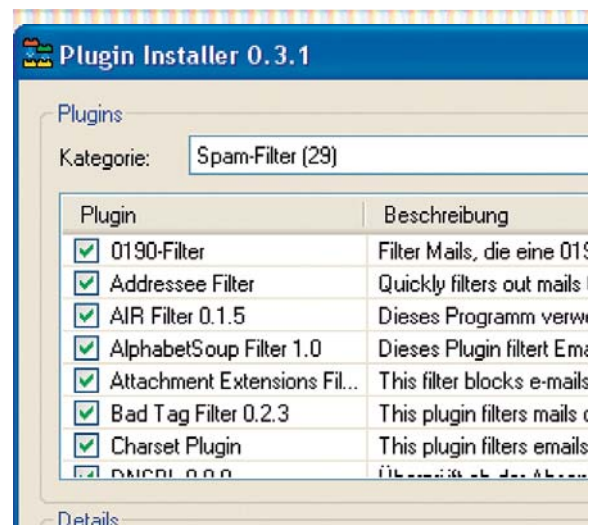 Plugin Installer 0.3.1
Plugins
Kategorie: Spam-Filter (29)
Plugin Beschreibung
0190-Filter Filter Mails, die eine 019
Addressee Filter Quickly filters out mails
AIR Filter 0.1.5 Dieses Programm verwe
AlphabetSoup Filter 1.0 Dieses Plugin filtert Ema
Attachment Extensions Fil... This filter blocks e-mails
Bad Tag Filter 0.2.3 This plugin filters mails
Charset Plugin This plugin filters emails
Details